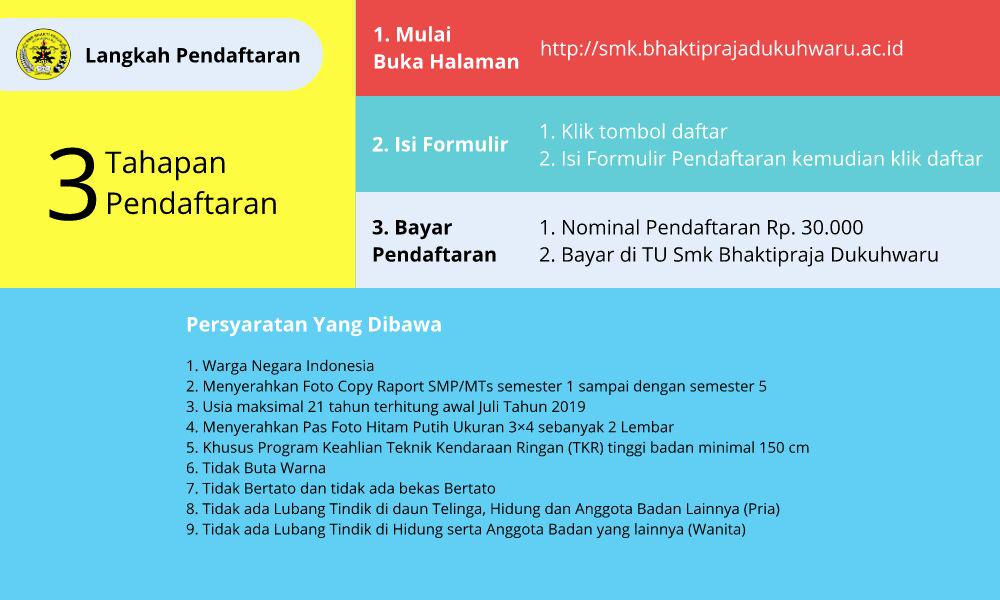 Langkah Pendaftaran
3 Tahapan
Pendaftaran
1. Mulai
Buka Halaman
http://smk.bhaktiprajadukuhwaru.ac.id
2. Isi Formulir
1. Klik tombol daftar
2. Isi Formulir Pendaftaran kemudian klik daftar
3. Bayar
Pendaftaran
1. Nominal Pendaftaran Rp. 30.000
2. Bayar di TU Smk Bhaktipraja Dukuhwaru
Persyaratan Yang Dibawa
1. Warga Negara Indonesia
2. Menyerahkan Foto Copy Raport SMP/MTs semester 1 sampai dengan semester 5
3. Usia maksimal 21 tahun terhitung awal Juli Tahun 2019
4. Menyerahkan Pas Foto Hitam Putih Ukuran 3×4 sebanyak 2 Lembar
5. Khusus Program Keahlian Teknik Kendaraan Ringan (TKR) tinggi badan minimal 150 cm
6. Tidak Buta Warna
7. Tidak Bertato dan tidak ada bekas Bertato
8. Tidak ada Lubang Tindik di daun Telinga, Hidung dan Anggota Badan Lainnya (Pria)
9. Tidak ada Lubang Tindik di Hidung serta Anggota Badan yang lainnya (Wanita)